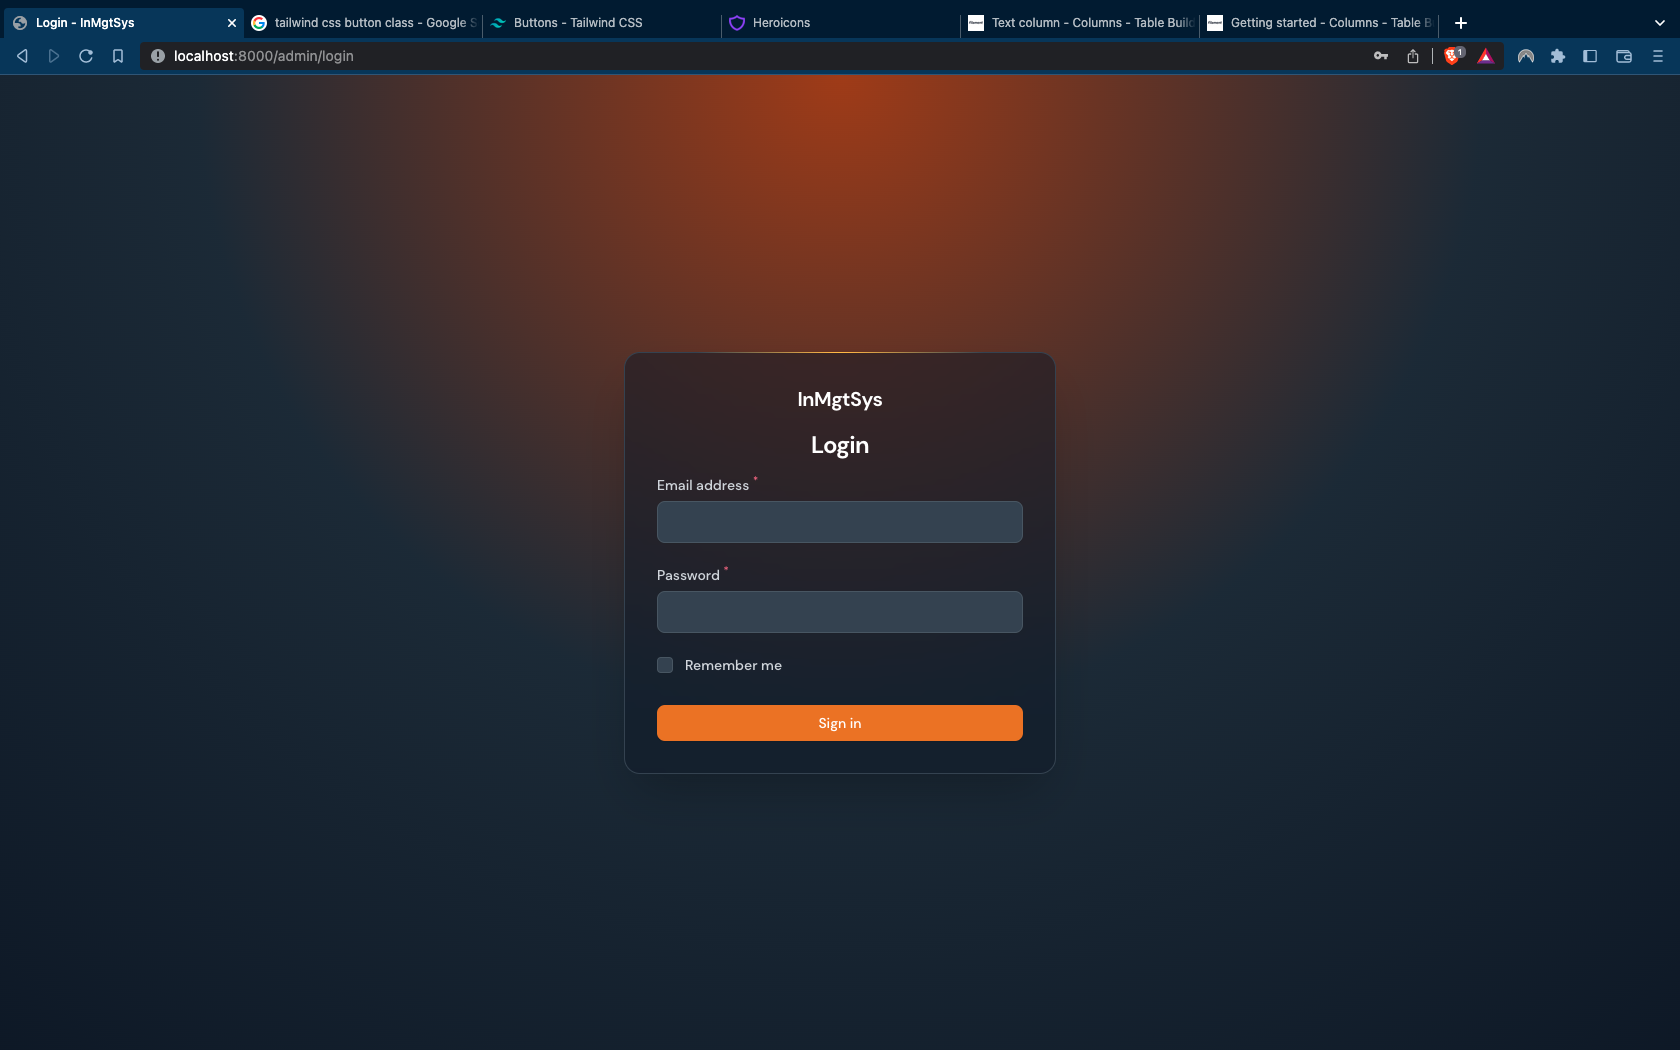 Login - InMgtSys
tailwind css button class - Google S
Buttons - Tailwind CSS
Heroicons
Text column - Columns - Table Build
Getting started - Columns - Table B
localhost:8000/admin/login
1
InMgtSys
Login
Email address *
Password *
Remember me
Sign in